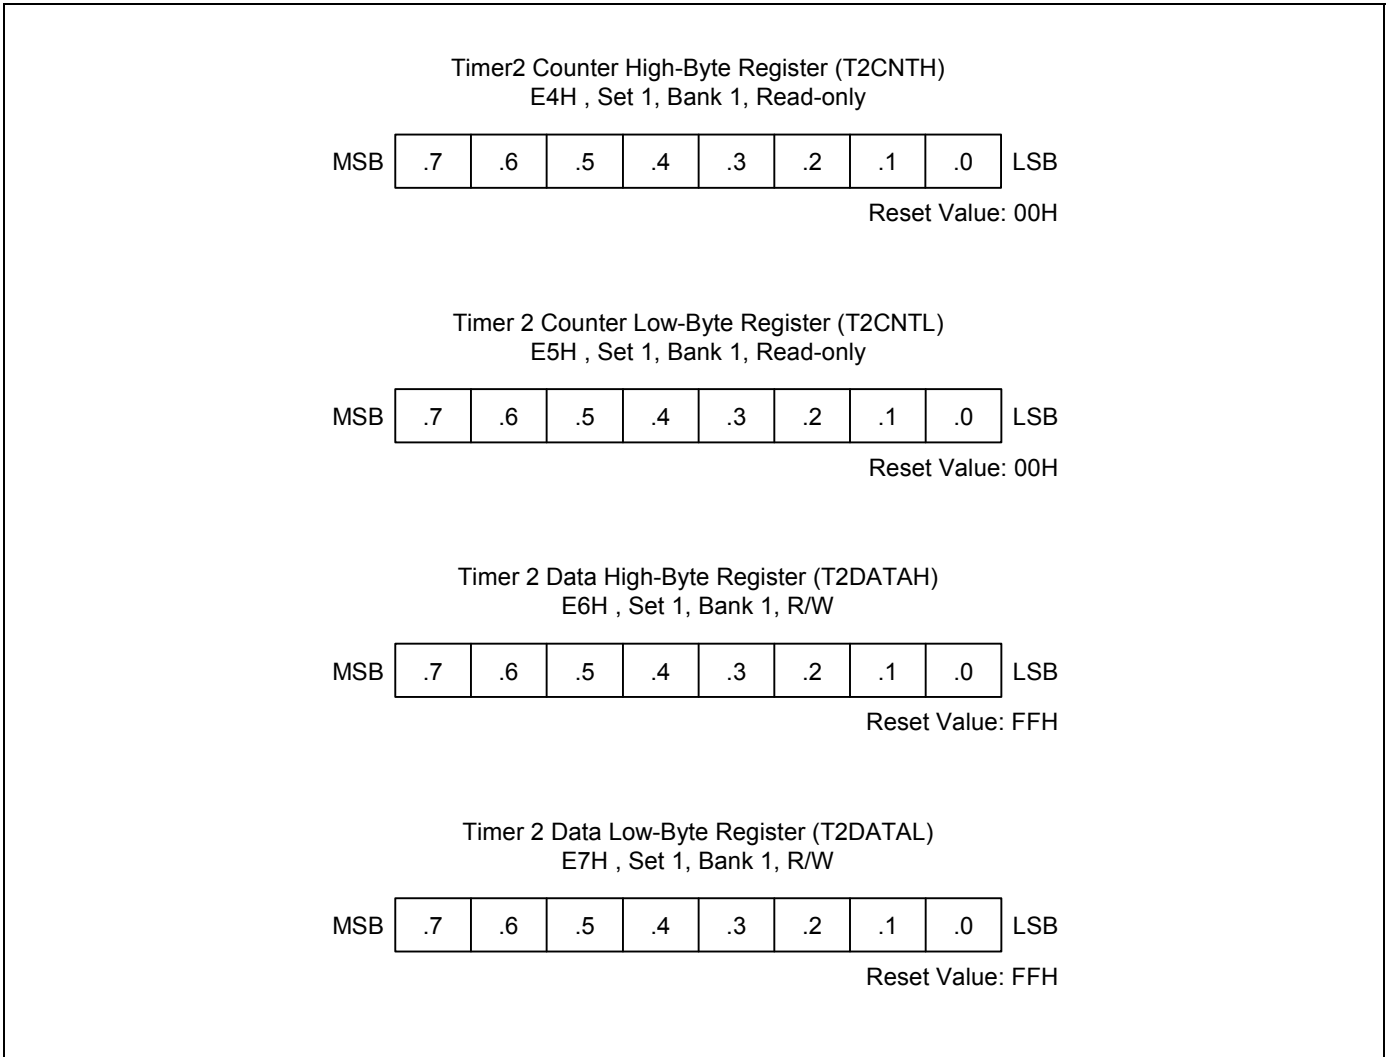 Timer2 Counter High-Byte Register (T2CNTH)
E4H , Set 1, Bank 1, Read-only
MSB .7 .6 .5 .4 .3 .2 .1 .0 LSB
Reset Value: 00H
Timer 2 Counter Low-Byte Register (T2CNTL)
E5H , Set 1, Bank 1, Read-only
MSB .7 .6 .5 .4 .3 .2 .1 .0 LSB
Reset Value: 00H
Timer 2 Data High-Byte Register (T2DATAH)
E6H , Set 1, Bank 1, R/W
MSB .7 .6 .5 .4 .3 .2 .1 .0 LSB
Reset Value: FFH
Timer 2 Data Low-Byte Register (T2DATAL)
E7H , Set 1, Bank 1, R/W
MSB .7 .6 .5 .4 .3 .2 .1 .0 LSB
Reset Value: FFH